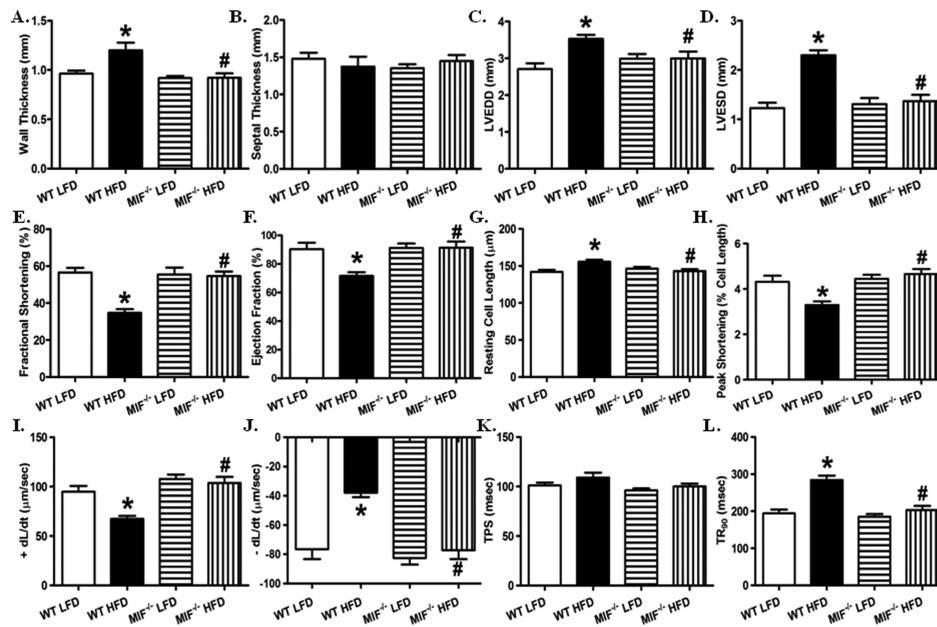 A.
Wall Thickness (mm)
1.5
1.0
0.5
0.0
*
#
WT LFD
WT HFD
MIF-/- LFD
MIF-/- HFD
B.
Septal Thickness (mm)
2.0
1.5
1.0
0.5
0.0
WT LFD
WT HFD
MIF-/- LFD
MIF-/- HFD
C.
LVEDD (mm)
4
3
2
1
0
*
#
WT LFD
WT HFD
MIF-/- LFD
MIF-/- HFD
D.
LVESD (mm)
3
2
1
0
*
#
WT LFD
WT HFD
MIF-/- LFD
MIF-/- HFD
E.
Fractional Shortening (%)
80
60
40
20
0
*
#
WT LFD
WT HFD
MIF-/- LFD
MIF-/- HFD
F.
Ejection Fraction (%)
100
80
60
40
20
0
*
#
WT LFD
WT HFD
MIF-/- LFD
MIF-/- HFD
G.
Resting Cell Length (μm)
200
150
100
50
0
*
#
WT LFD
WT HFD
MIF-/- LFD
MIF-/- HFD
H.
Peak Shortening (% Cell Length)
6
4
2
0
*
#
WT LFD
WT HFD
MIF-/- LFD
MIF-/- HFD
I.
+ dL/dt (μm/sec)
150
100
50
0
*
#
WT LFD
WT HFD
MIF-/- LFD
MIF-/- HFD
J.
- dL/dt (μm/sec)
-0
-20
-40
-60
-80
-100
*
#
WT LFD
WT HFD
MIF-/- LFD
MIF-/- HFD
K.
TPS (msec)
150
100
50
0
WT LFD
WT HFD
MIF-/- LFD
MIF-/- HFD
L.
TR90 (msec)
400
300
200
100
0
*
#
WT LFD
WT HFD
MIF-/- LFD
MIF-/- HFD